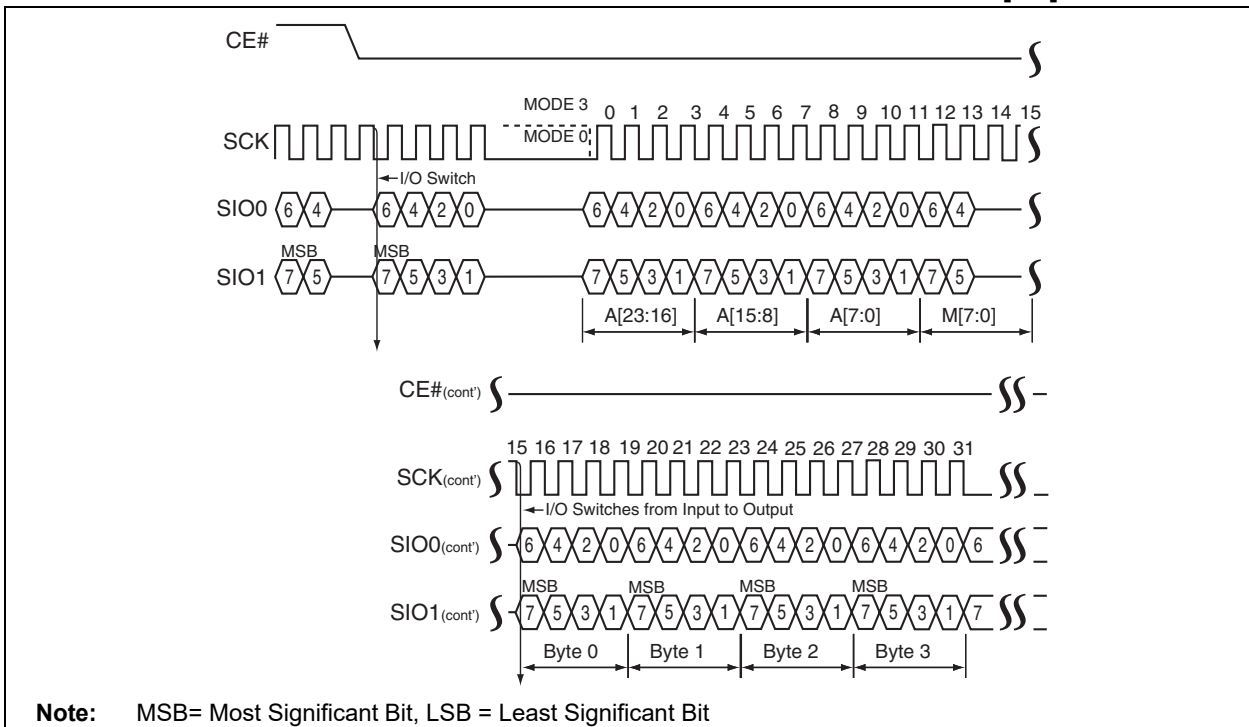 CE#
MODE 3
0 1 2 3 4 5 6 7 8 9 10 11 12 13 14 15
SCK
MODE 0
I/O Switch
SIO0 6 4 6 4 2 0 6 4 2 0 6 4 2 0 6 4 2 0 6 4
MSB MSB
SIO1 7 5 7 5 3 1 7 5 3 1 7 5 3 1 7 5 3 1 7 5
A[23:16] A[15:8] A[7:0] M[7:0]
CE#(cont')
15 16 17 18 19 20 21 22 23 24 25 26 27 28 29 30 31
SCK(cont')
I/O Switches from Input to Output
SIO0(cont') 6 4 2 0 6 4 2 0 6 4 2 0 6 4 2 0 6
MSB MSB MSB MSB
SIO1(cont') 7 5 3 1 7 5 3 1 7 5 3 1 7 5 3 1 7
Byte 0 Byte 1 Byte 2 Byte 3
Note: MSB= Most Significant Bit, LSB = Least Significant Bit